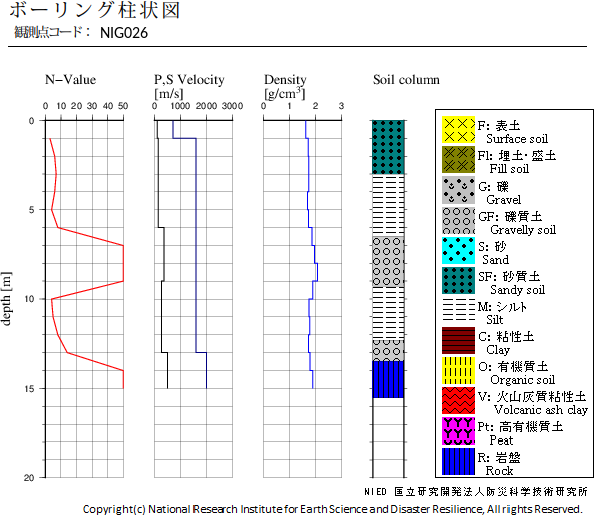 ボーリング柱状図
観測点コード： NIG026
N−Value P,S Velocity Density Soil column
[m/s] [g/cm³]
0 10 20 30 40 50 0 1000 2000 3000 0 1 2 3
0
5
10
15
20
depth [m]
F: 表土
Surface soil
Fl: 埋土・盛土
Fill soil
G: 礫
Gravel
GF: 礫質土
Gravelly soil
S: 砂
Sand
SF: 砂質土
Sandy soil
M: シルト
Silt
C: 粘性土
Clay
O: 有機質土
Organic soil
V: 火山灰質粘性土
Volcanic ash clay
Pt: 高有機質土
Peat
R: 岩盤
Rock
NIED 国立研究開発法人防災科学技術研究所
Copyright(c) National Research Institute for Earth Science and Disaster Resilience, All rights Reserved.